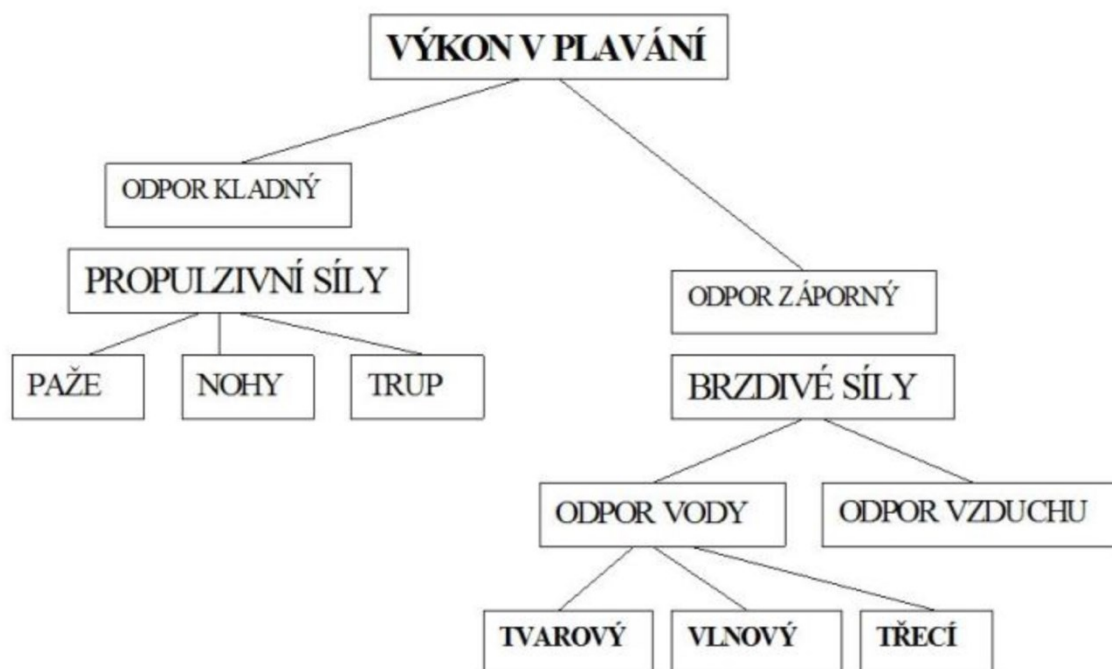 VÝKON V PLAVÁNÍ
ODPOR KLADNÝ
PROPULZIVNÍ SÍLY
PAŽE
NOHY
TRUP
ODPOR ZÁPORNÝ
BRZDIVÉ SÍLY
ODPOR VODY
ODPOR VZDUCHU
TVAROVÝ
VLNOVÝ
TŘECÍ